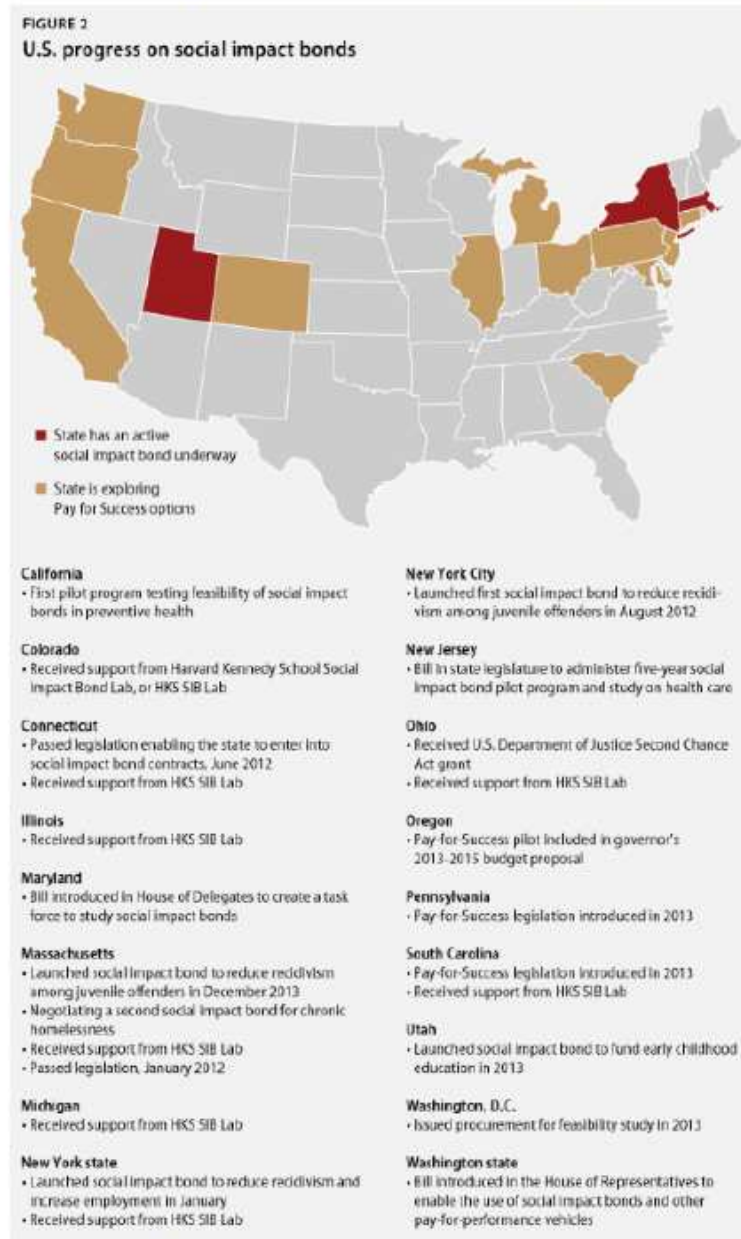 FIGURE 2
U.S. progress on social impact bonds
State has an active
social impact bond underway
State is exploring
Pay for Success options
California
• First pilot program testing feasibility of social impact
bonds in preventive health
Colorado
• Received support from Harvard Kennedy School Social
Impact Bond Lab, or HKS SIB Lab
Connecticut
• Passed legislation enabling the state to enter into
social impact bond contracts, June 2012
• Received support from HKS SIB Lab
Illinois
• Received support from HKS SIB Lab
Maryland
• Bill introduced in House of Delegates to create a task
force to study social impact bonds
Massachusetts
• Launched social impact bond to reduce recidivism
among juvenile offenders in December 2013
• Negotiating a second social impact bond for chronic
homelessness
• Received support from HKS SIB Lab
• Passed legislation, January 2012
Michigan
• Received support from HKS SIB Lab
New York state
• Launched social impact bond to reduce recidivism and
increase employment in January
• Received support from HKS SIB Lab
New York City
• Launched first social impact bond to reduce recidi-
vism among juvenile offenders in August 2012
New Jersey
• Bill in state legislature to administer five-year social
impact bond pilot program and study on health care
Ohio
• Received U.S. Department of Justice Second Chance
Act grant
• Received support from HKS SIB Lab
Oregon
• Pay-for-Success pilot included in governor's
2013-2015 budget proposal
Pennsylvania
• Pay-for-Success legislation introduced in 2013
South Carolina
• Pay-for-Success legislation introduced in 2013
• Received support from HKS SIB Lab
Utah
• Launched social impact bond to fund early childhood
education in 2013
Washington, D.C.
• Issued procurement for feasibility study in 2013
Washington state
• Bill introduced in the House of Representatives to
enable the use of social impact bonds and other
pay-for-performance vehicles